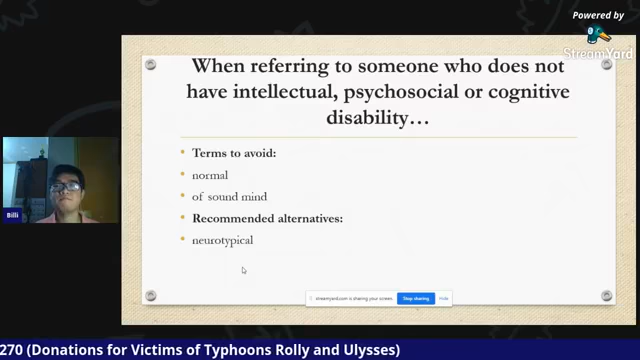 Powered by
StreamYard
When referring to someone who does not
have intellectual, psychosocial or cognitive
disability…
Terms to avoid:
normal
of sound mind
Recommended alternatives:
neurotypical
Billi
streamyard.com is sharing your screen.
Stop sharing
Hide
270 (Donations for Victims of Typhoons Rolly and Ulysses)